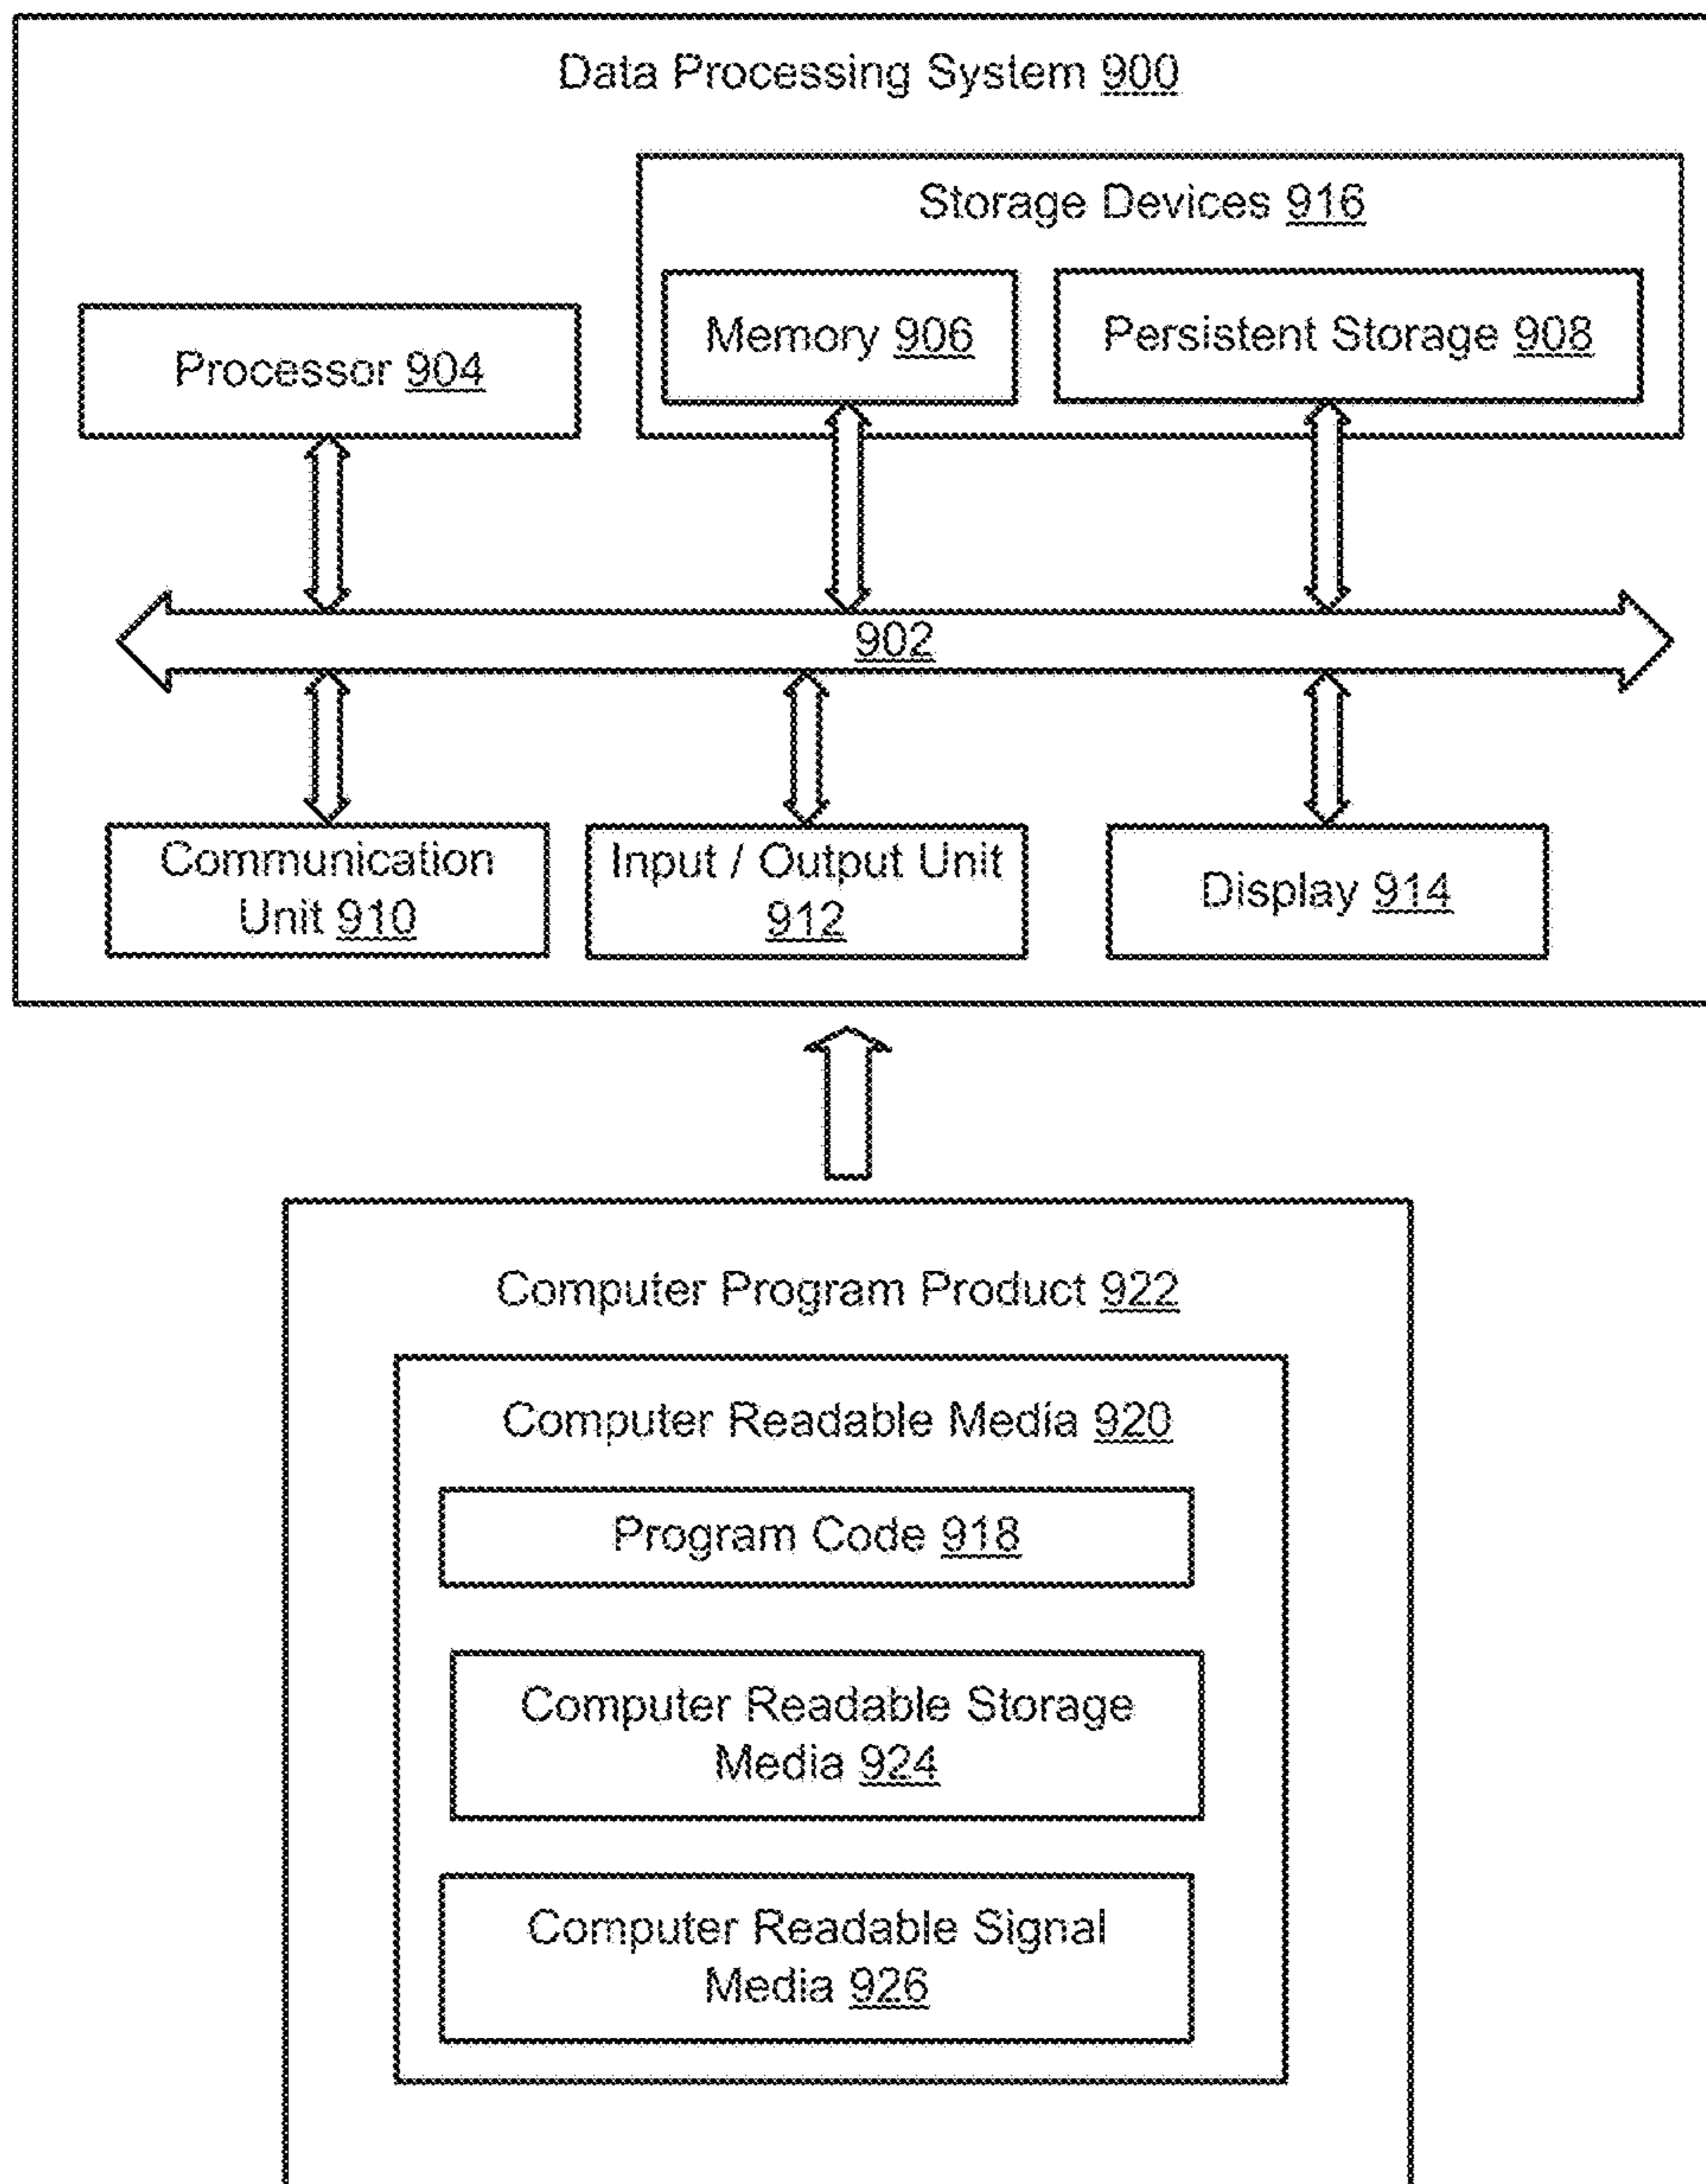 Data Processing System 900
Storage Devices 916
Memory 906
Persistent Storage 908
Processor 904
902
Communication
Unit 910
Input / Output Unit
912
Display 914
Computer Program Product 922
Computer Readable Media 920
Program Code 918
Computer Readable Storage
Media 924
Computer Readable Signal
Media 926